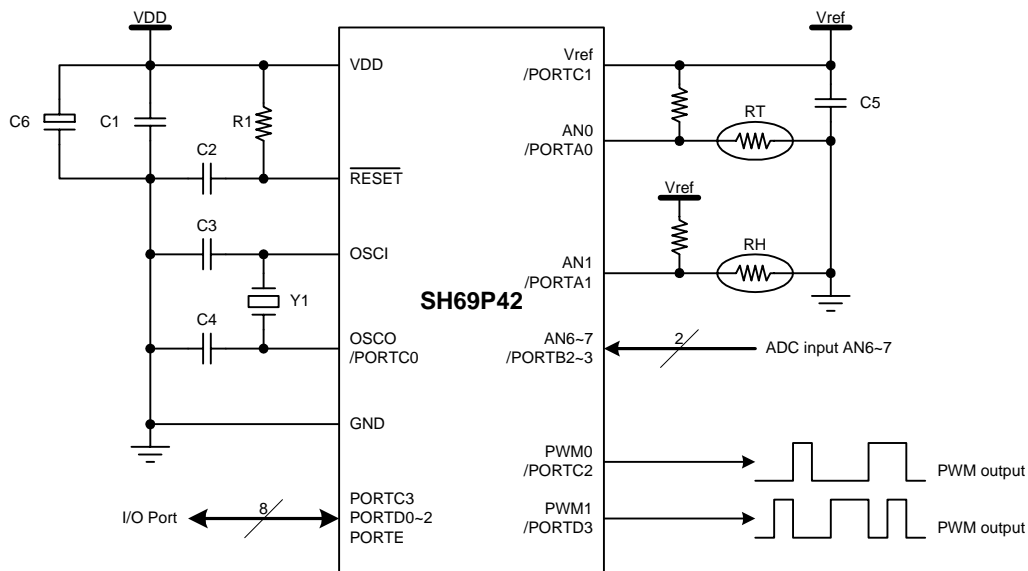 VDD
Vref
VDD
Vref
/PORTC1
C6
C1
R1
C5
C2
RT
AN0
/PORTA0
RESET
Vref
C3
OSCI
RH
AN1
/PORTA1
Y1
SH69P42
C4
OSCO
/PORTC0
AN6~7
/PORTB2~3
2
ADC input AN6~7
GND
PWM0
/PORTC2
PWM output
I/O Port
8
PORTC3
PORTD0~2
PORTE
PWM1
/PORTD3
PWM output